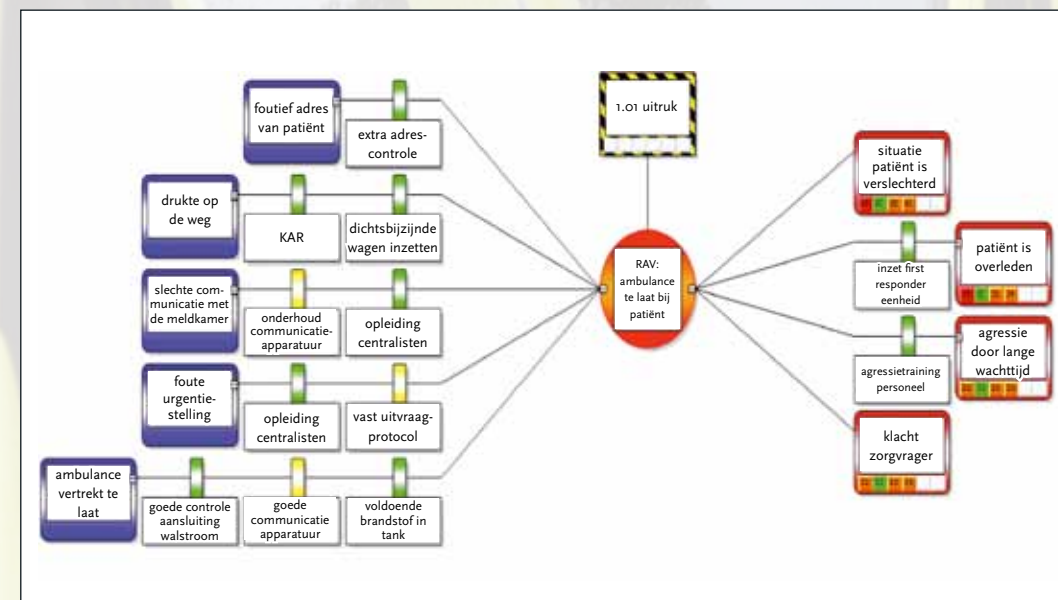 foutief adres
van patiënt
extra adres-
controle
drukte op
de weg
KAR
dichtsbijzijnde
wagen inzetten
slechte com-
municatie met
de meldkamer
onderhoud
communicatie-
apparatuur
opleiding
centralisten
foute
urgentie-
stelling
opleiding
centralisten
vast uitvraag-
protocol
ambulance
vertrekt te
laat
goede controle
aansluiting
walstroom
goede
communicatie
apparatuur
voldoende
brandstof in
tank
1.01 uitruk
RAV:
ambulance
te laat bij
patiënt
situatie
patiënt is
verslechterd
inzet first
responder
eenheid
patiënt is
overleden
agressietraining
personeel
agressie
door lange
wachttijd
klacht
zorgvrager